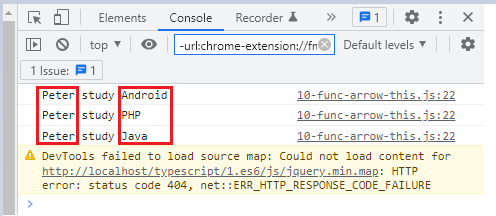 Elements Console Recorder 1
top -url:chrome-extension://fn Default levels
1 Issue: 1
Peter study Android 10-func-arrow-this.js:22
Peter study PHP 10-func-arrow-this.js:22
Peter study Java 10-func-arrow-this.js:22
DevTools failed to load source map: Could not load content for
http://localhost/typescript/1.es6/js/jquery.min.map: HTTP
error: status code 404, net::ERR_HTTP_RESPONSE_CODE_FAILURE